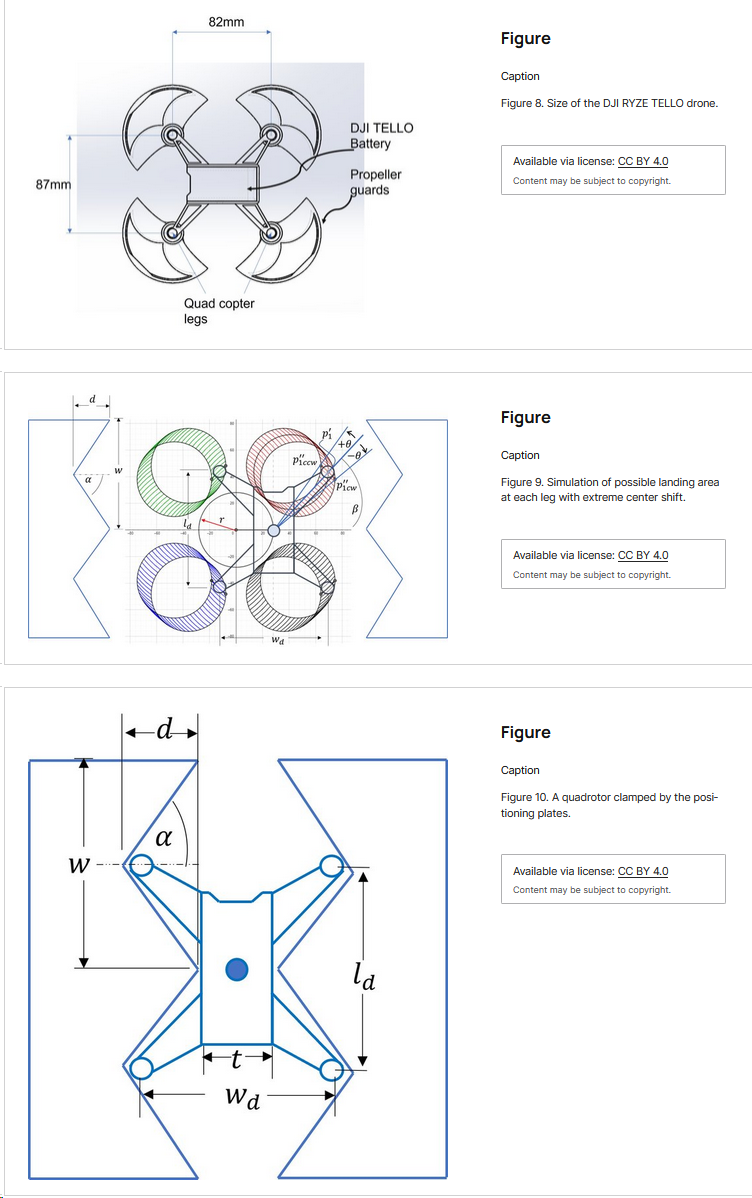 82mm
Figure
Caption
Figure 8. Size of the DJI RYZE TELLO drone.
DJI TELLO
Battery
Available via license: CC BY 4.0
Content may be subject to copyright.
Propeller
guards
87mm
Quad copter
legs
d
w
α
l_d
r
p′₁
+θ
−θ
p″₁ccw
p″₁cw
β
w_d
Figure
Caption
Figure 9. Simulation of possible landing area
at each leg with extreme center shift.
Available via license: CC BY 4.0
Content may be subject to copyright.
d
α
w
l_d
t
w_d
Figure
Caption
Figure 10. A quadrotor clamped by the posi-
tioning plates.
Available via license: CC BY 4.0
Content may be subject to copyright.